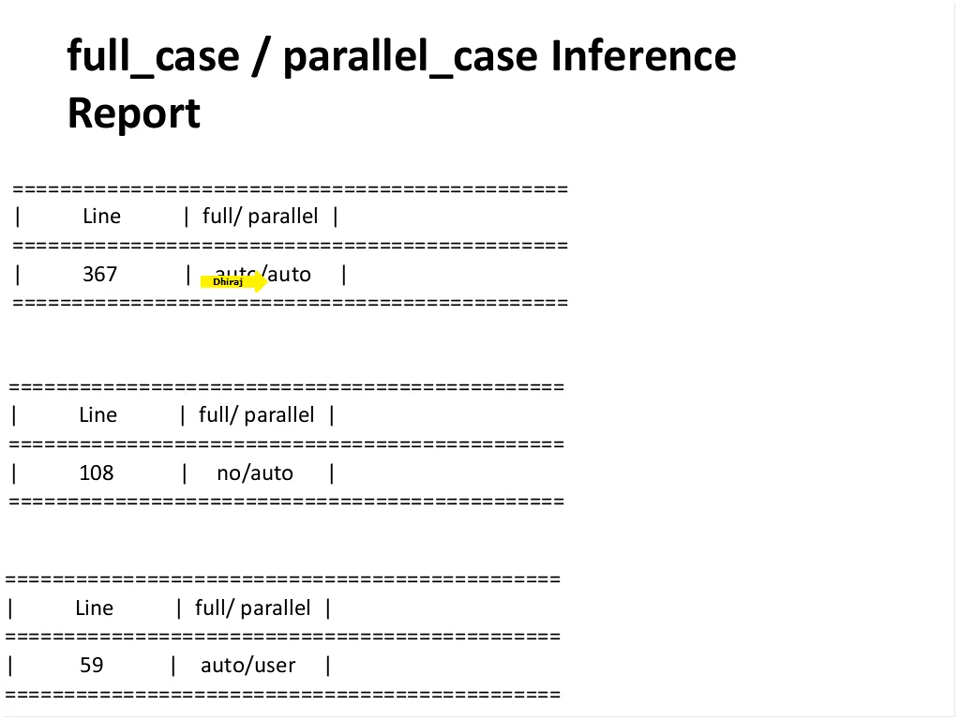 full_case / parallel_case Inference
Report
===============================================
| Line | full/ parallel |
===============================================
| 367 | auto/auto |
Dhiraj
===============================================
===============================================
| Line | full/ parallel |
===============================================
| 108 | no/auto |
===============================================
===============================================
| Line | full/ parallel |
===============================================
| 59 | auto/user |
===============================================